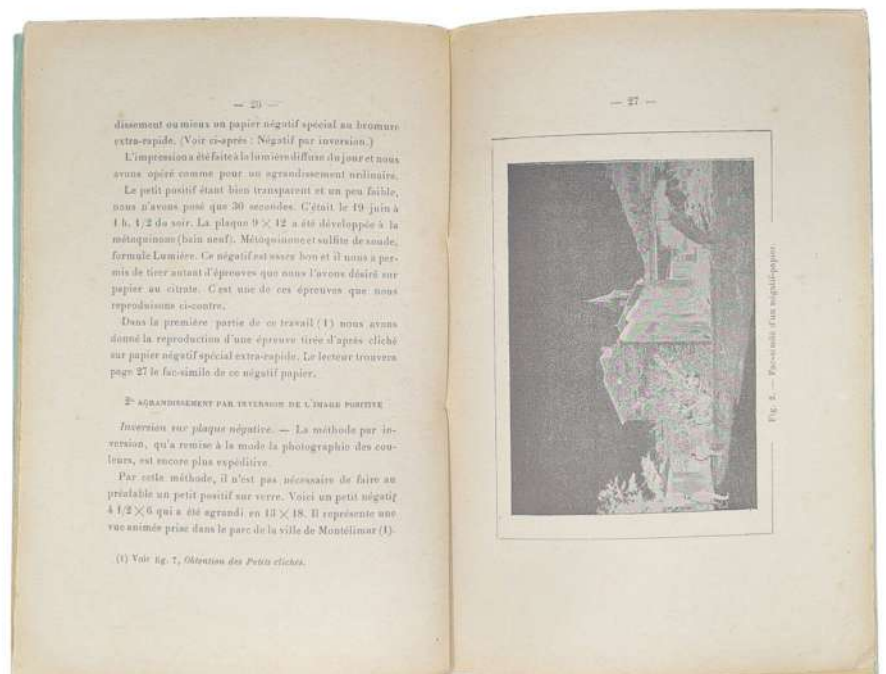 — 26 —
dissement ou mieux un papier négatif spécial au bromure
extra-rapide. (Voir ci-après : Négatif par inversion.)
L'impression a été faite à la lumière diffuse du jour et nous
avons opéré comme pour un agrandissement ordinaire.
Le petit positif étant bien transparent et un peu faible,
nous n'avons posé que 30 secondes. C'était le 19 juin à
1 h. 1/2 du soir. La plaque 9 × 12 a été développée à la
métoquinone (bain neuf). Métoquinone et sulfite de soude,
formule Lumière. Ce négatif est assez bon et il nous a per-
mis de tirer autant d'épreuves que nous l'avons désiré sur
papier au citrate. C'est une de ces épreuves que nous
reproduisons ci-contre.
Dans la première partie de ce travail (1) nous avons
donné la reproduction d'une épreuve tirée d'après cliché
sur papier négatif spécial extra-rapide. Le lecteur trouvera
page 27 le fac-simile de ce négatif papier.
2° AGRANDISSEMENT PAR INVERSION DE L'IMAGE POSITIVE
Inversion sur plaque négative. — La méthode par in-
version, qu'a remise à la mode la photographie des cou-
leurs, est encore plus expéditive.
Par cette méthode, il n'est pas nécessaire de faire au
préalable un petit positif sur verre. Voici un petit négatif
4 1/2 × 6 qui a été agrandi en 13 × 18. Il représente une
vue animée prise dans le parc de la ville de Montélimar (1).
(1) Voir fig. 7, Obtention des Petits clichés.
— 27 —
Fig. 2. — Fac-simile d'un négatif-papier.